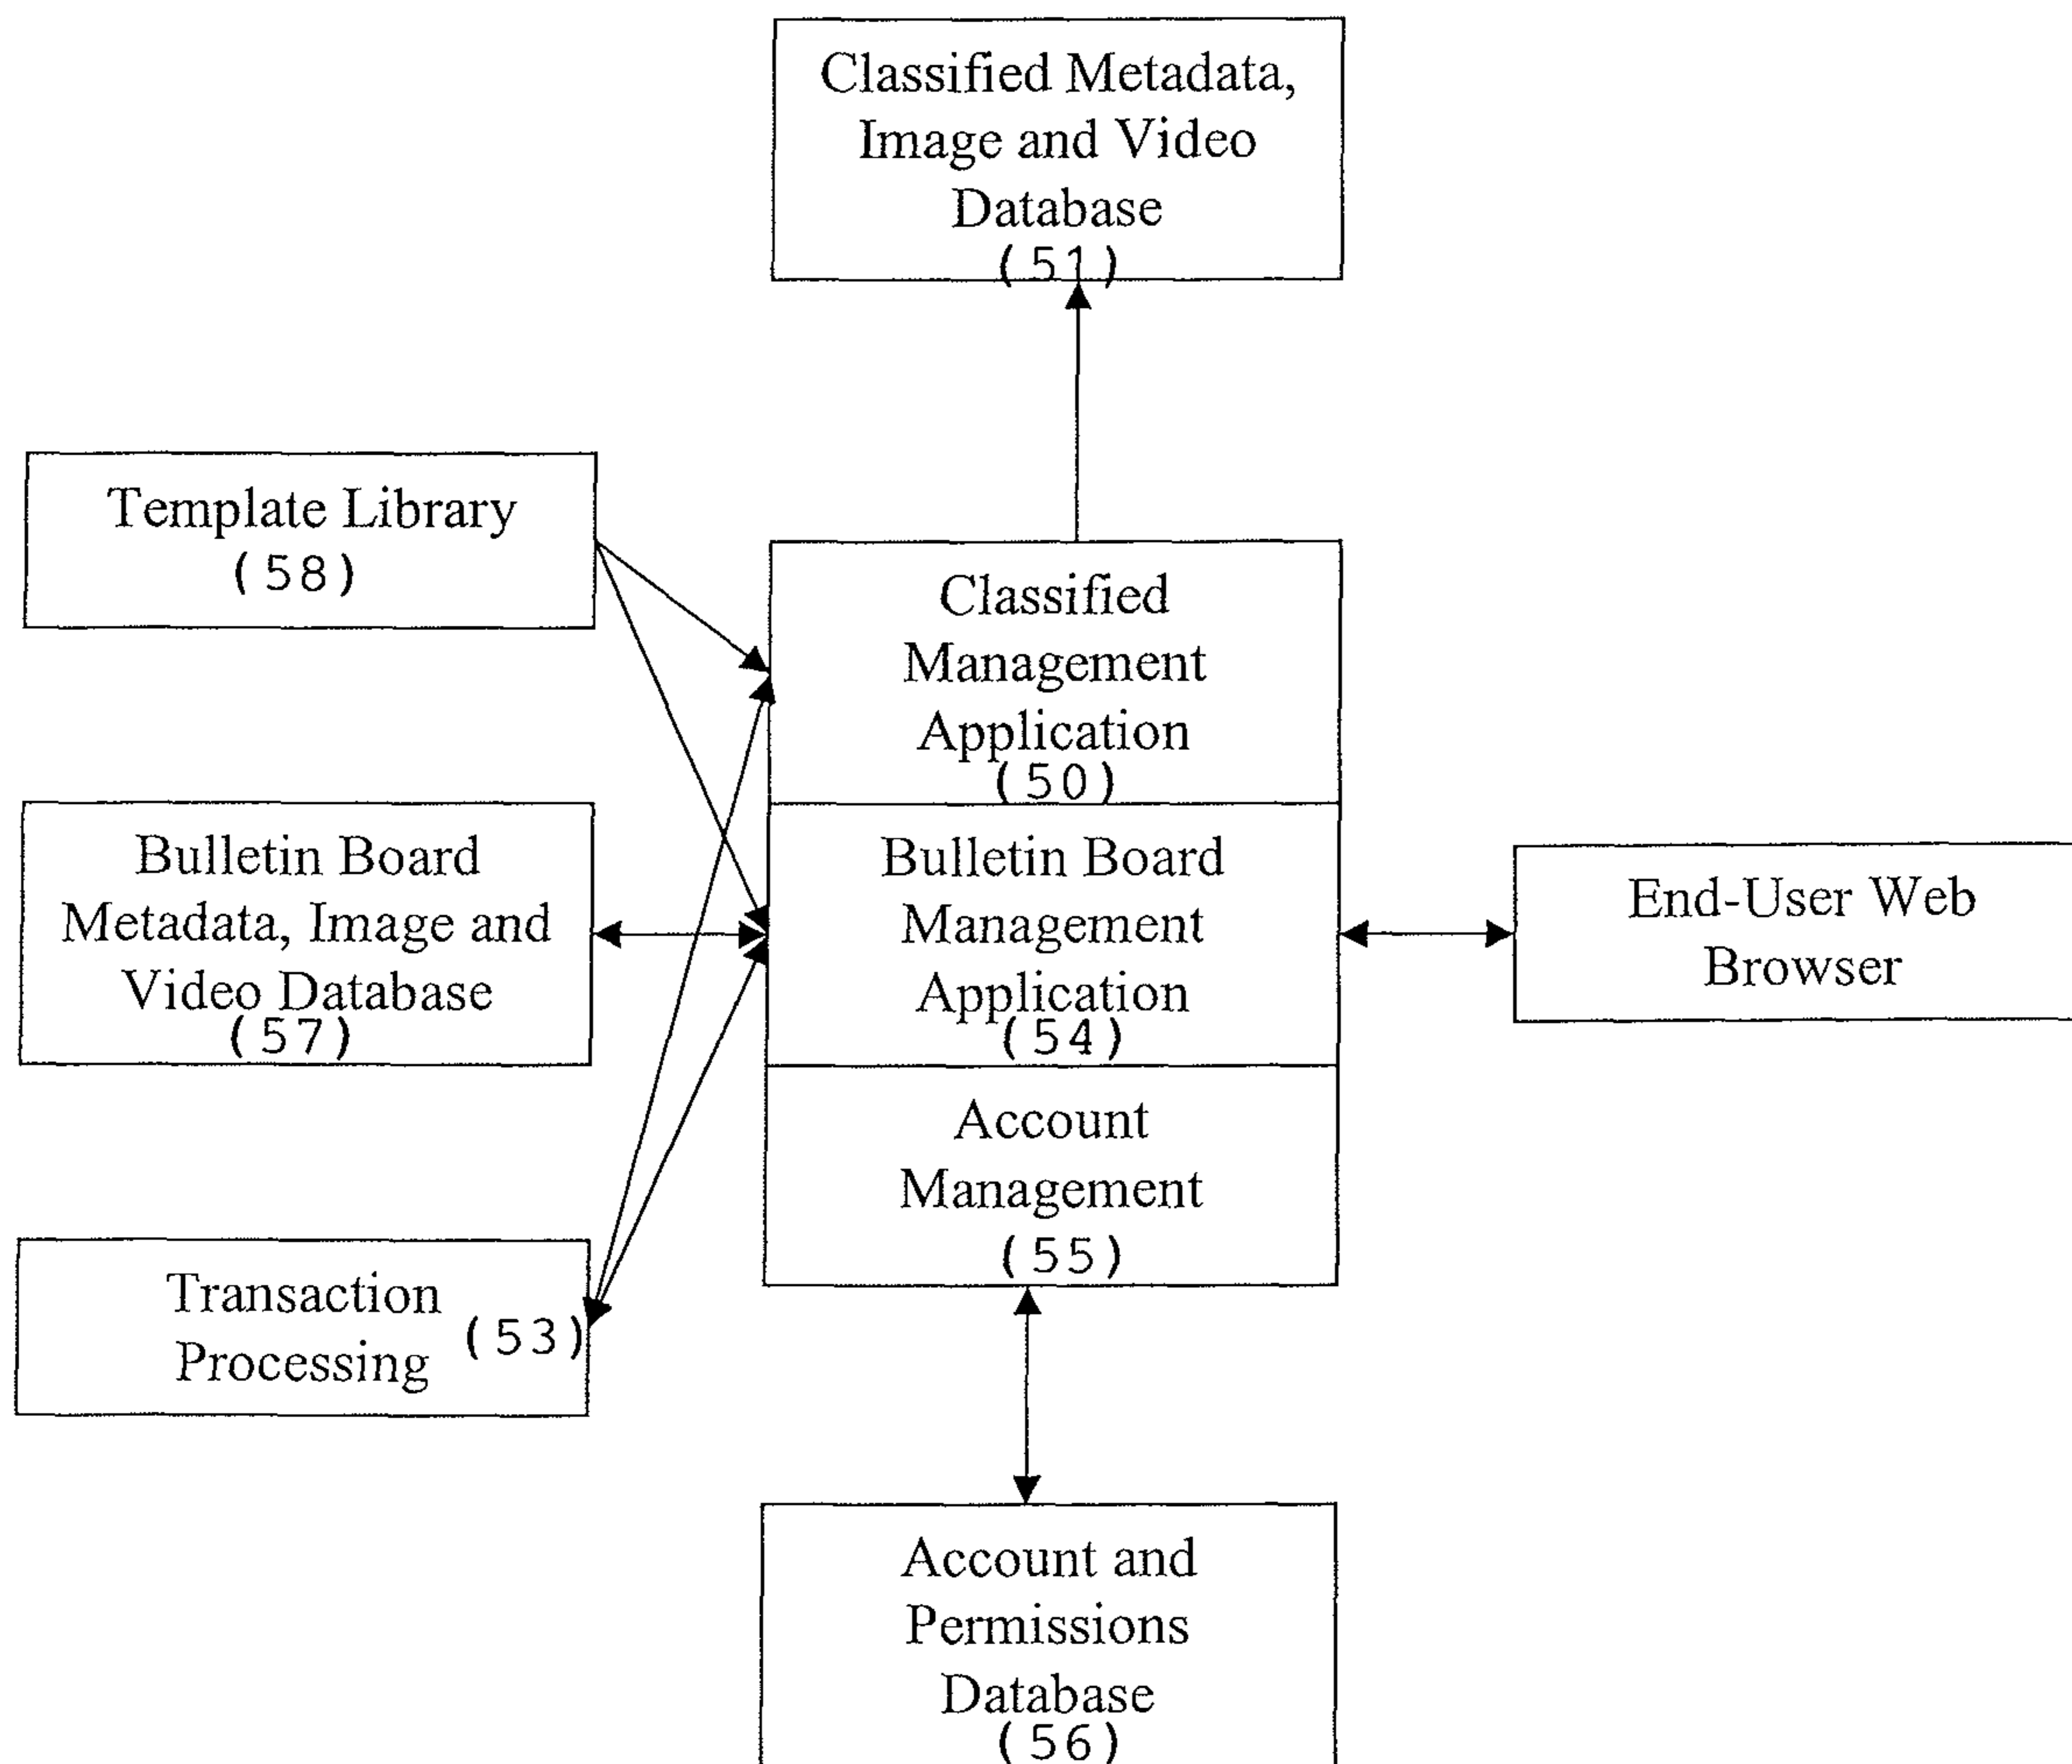 Classified Metadata,
Image and Video
Database
(51)
Template Library
(58)
Classified
Management
Application
(50)
Bulletin Board
Metadata, Image and
Video Database
(57)
Bulletin Board
Management
Application
(54)
End-User Web
Browser
Account
Management
(55)
Transaction
Processing (53)
Account and
Permissions
Database
(56)